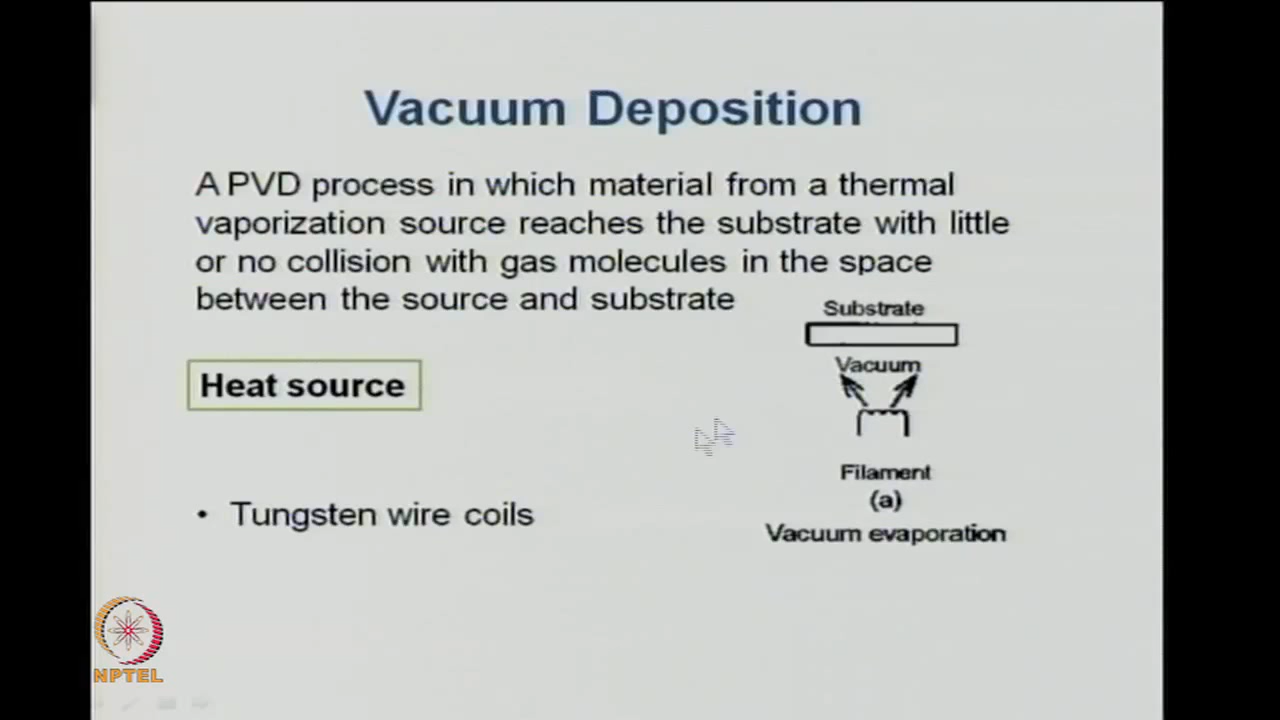 Vacuum Deposition
A PVD process in which material from a thermal
vaporization source reaches the substrate with little
or no collision with gas molecules in the space
between the source and substrate
Substrate
Vacuum
Heat source
Filament
(a)
Vacuum evaporation
• Tungsten wire coils
NPTEL